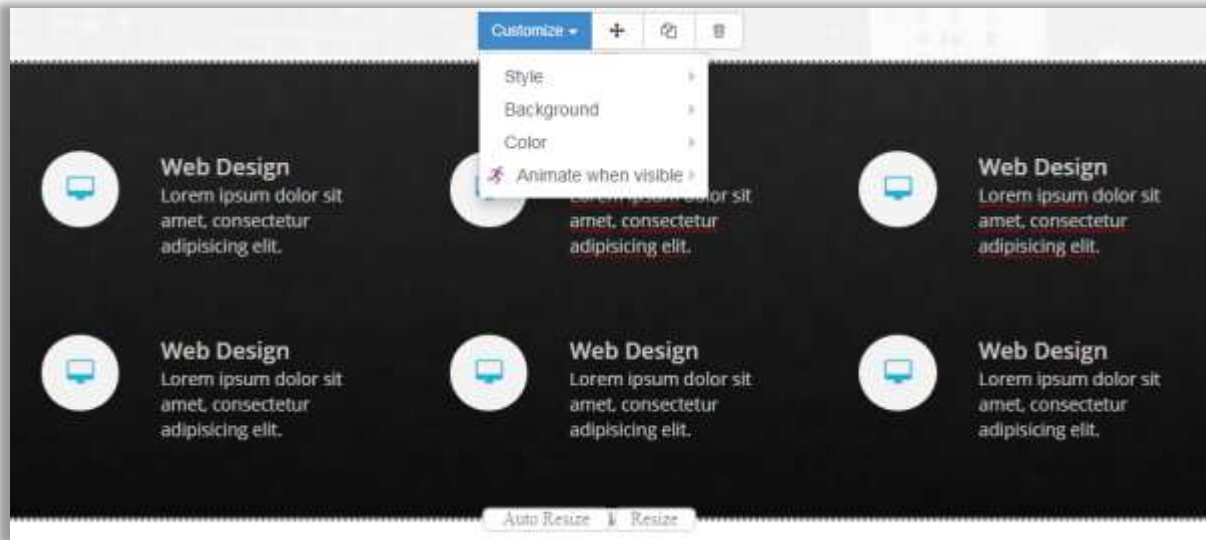 Customize
Style
Background
Color
Animate when visible
Web Design
Lorem ipsum dolor sit
amet, consectetur
adipisicing elit.
Lorem ipsum dolor sit
amet, consectetur
adipisicing elit.
Web Design
Lorem ipsum dolor sit
amet, consectetur
adipisicing elit.
Web Design
Lorem ipsum dolor sit
amet, consectetur
adipisicing elit.
Web Design
Lorem ipsum dolor sit
amet, consectetur
adipisicing elit.
Web Design
Lorem ipsum dolor sit
amet, consectetur
adipisicing elit.
Auto Resize
Resize